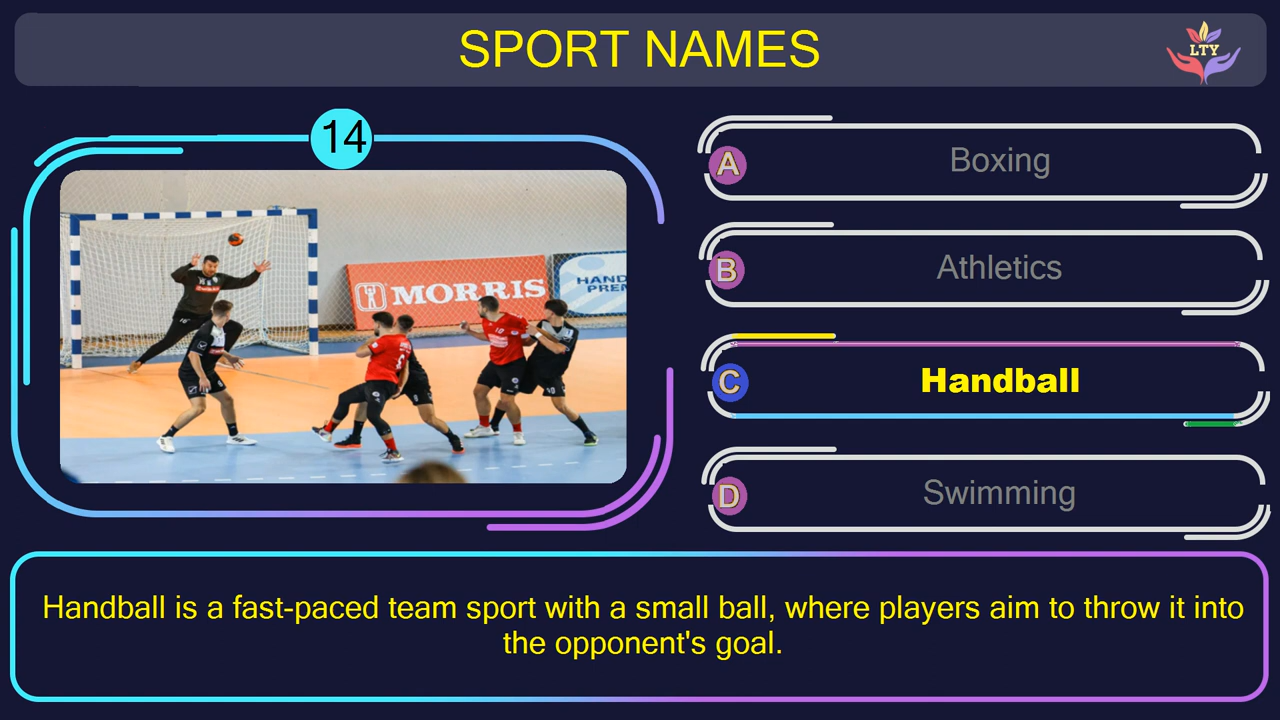 SPORT NAMES
LTY
14
MORRIS
HAND
PREM
A
Boxing
B
Athletics
C
Handball
D
Swimming
Handball is a fast-paced team sport with a small ball, where players aim to throw it into
the opponent's goal.